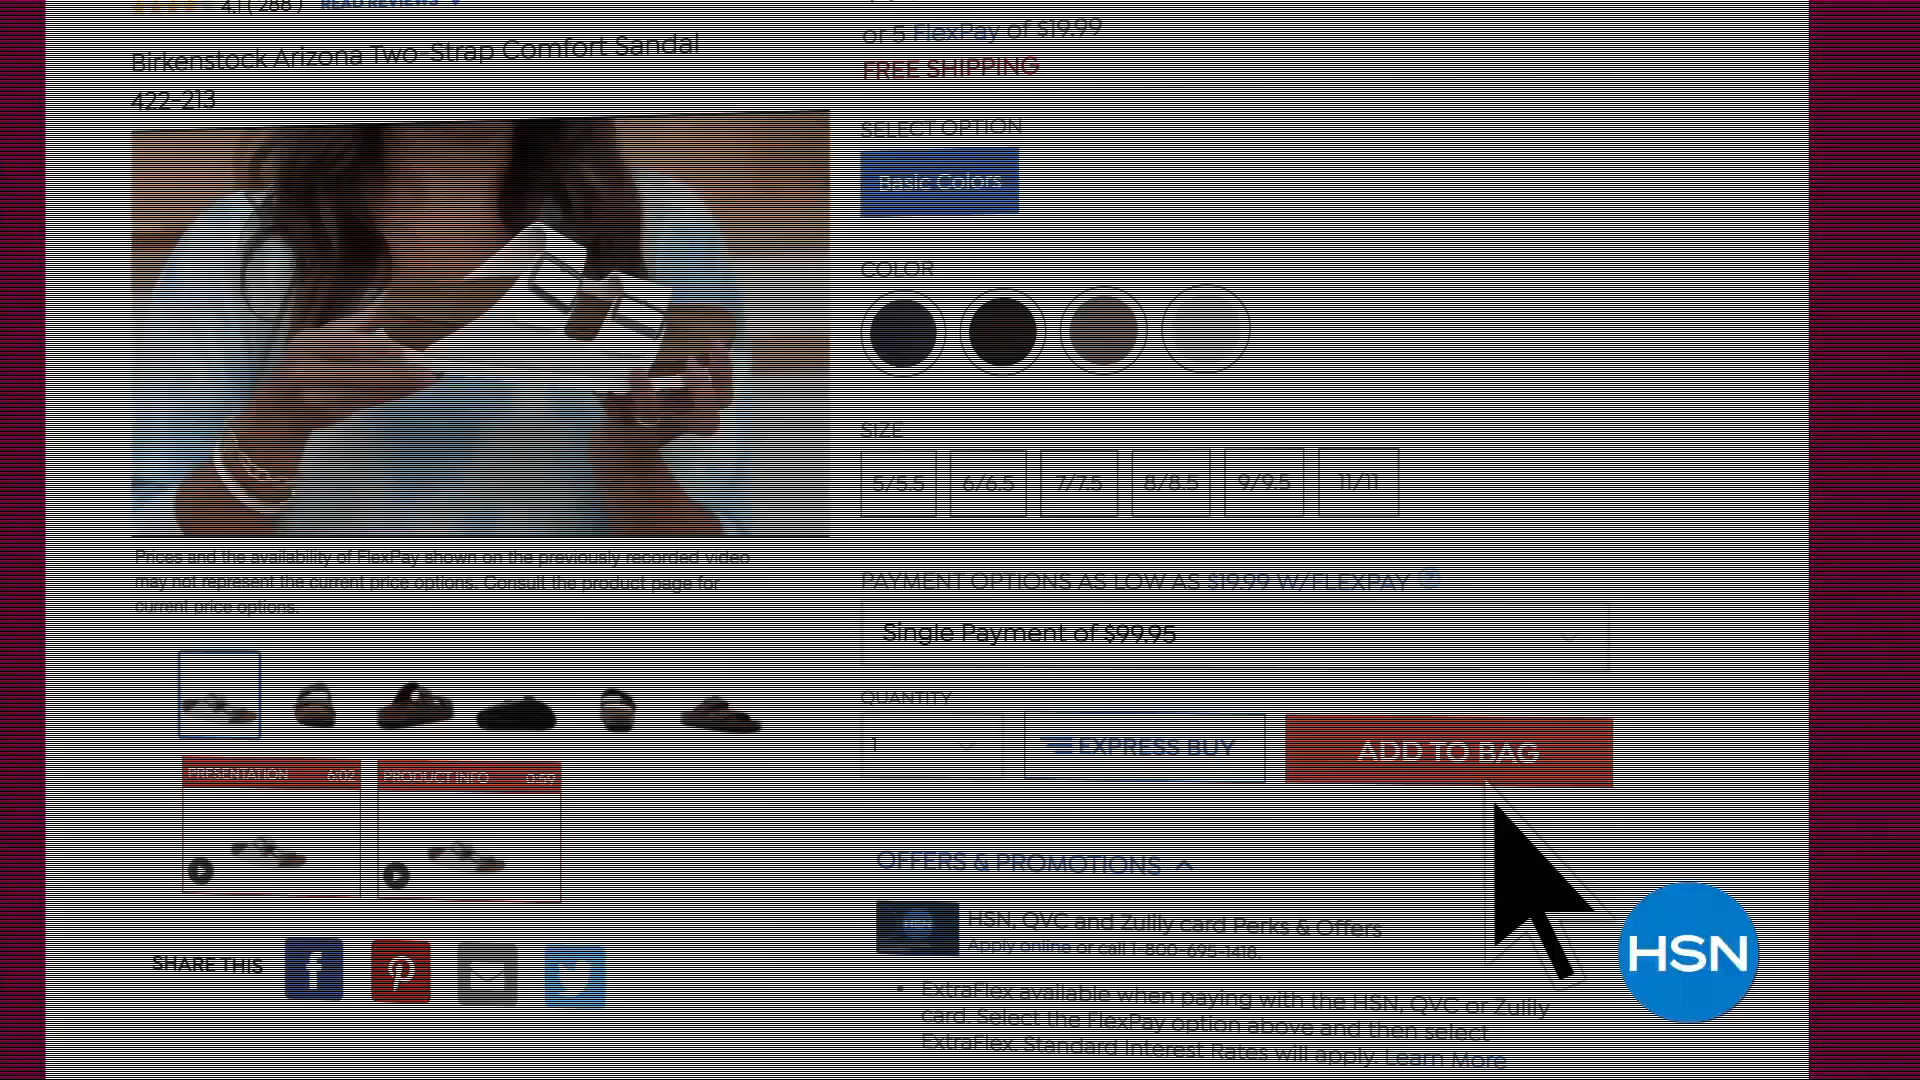 4.1 ( 288 ) READ REVIEWS
Birkenstock Arizona Two-Strap Comfort Sandal
422-213
or 5 FlexPay of $19.99
FREE SHIPPING
SELECT OPTION
Basic Colors
COLOR
SIZE
5/5.5 6/6.5 7/7.5 8/8.5 9/9.5 11/11
Prices and the availability of FlexPay shown on the previously recorded video
may not represent the current price options. Consult the product page for
current price options.
PAYMENT OPTIONS AS LOW AS $19.99 W/FLEXPAY
Single Payment of $99.95
QUANTITY
1
EXPRESS BUY
ADD TO BAG
PRESENTATION 6:02
PRODUCT INFO 0:59
OFFERS & PROMOTIONS
HSN
HSN, QVC and Zulily card Perks & Offers
Apply online or call 1-800-695-1418.
• ExtraFlex available when paying with the HSN, QVC or Zulily
card. Select the FlexPay option above and then select
ExtraFlex. Standard Interest Rates will apply. Learn More
SHARE THIS
HSN